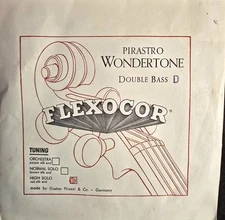 PIRASTRO
WONDERTONE
DOUBLE BASS D
FLEXOCOR®
TUNING
ORCHESTRA
NORMAL SOLO
HIGH SOLO
made by Gustav Pirazzi & Co. - Germany